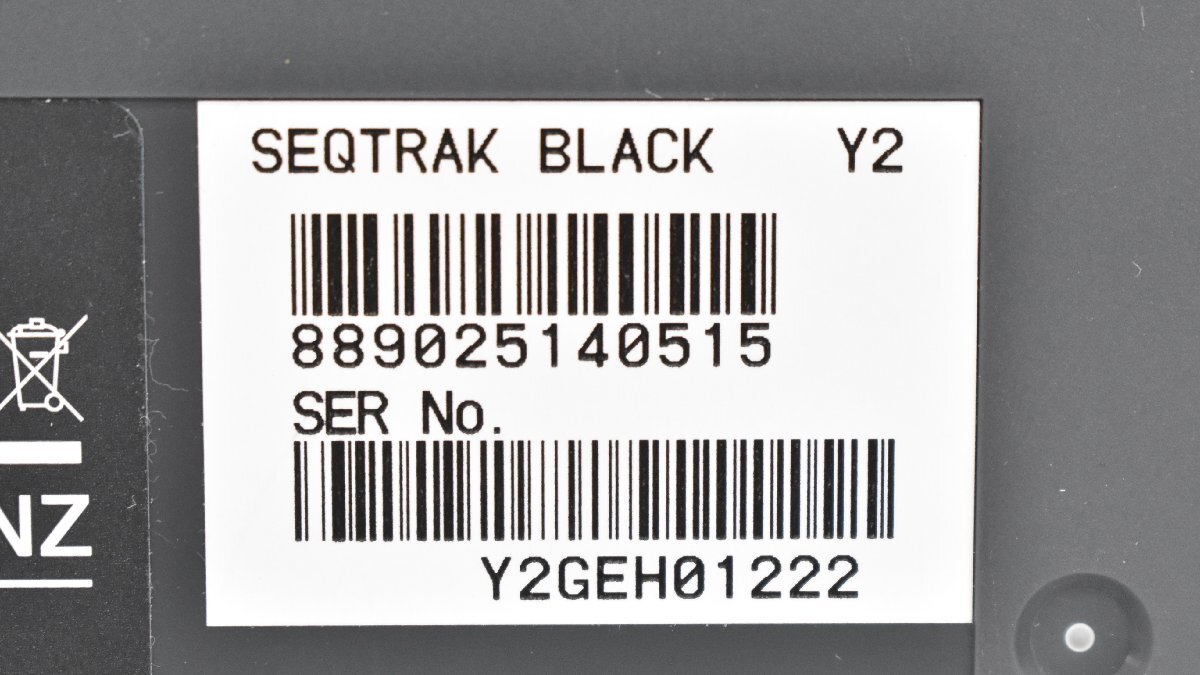 SEQTRAK BLACK Y2
889025140515
SER No.
Y2GEH01222
NZ